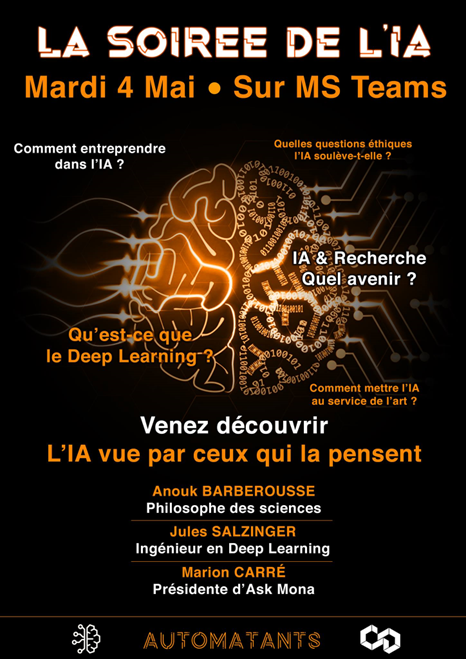 LA SOIREE DE L'IA
Mardi 4 Mai • Sur MS Teams
Comment entreprendre
dans l'IA ?
Quelles questions éthiques
l'IA soulève-t-elle ?
IA & Recherche
Quel avenir ?
Qu'est-ce que
le Deep Learning ?
Comment mettre l'IA
au service de l'art ?
Venez découvrir
L'IA vue par ceux qui la pensent
Anouk BARBEROUSSE
Philosophe des sciences
Jules SALZINGER
Ingénieur en Deep Learning
Marion CARRÉ
Présidente d'Ask Mona
AUTOMATANTS